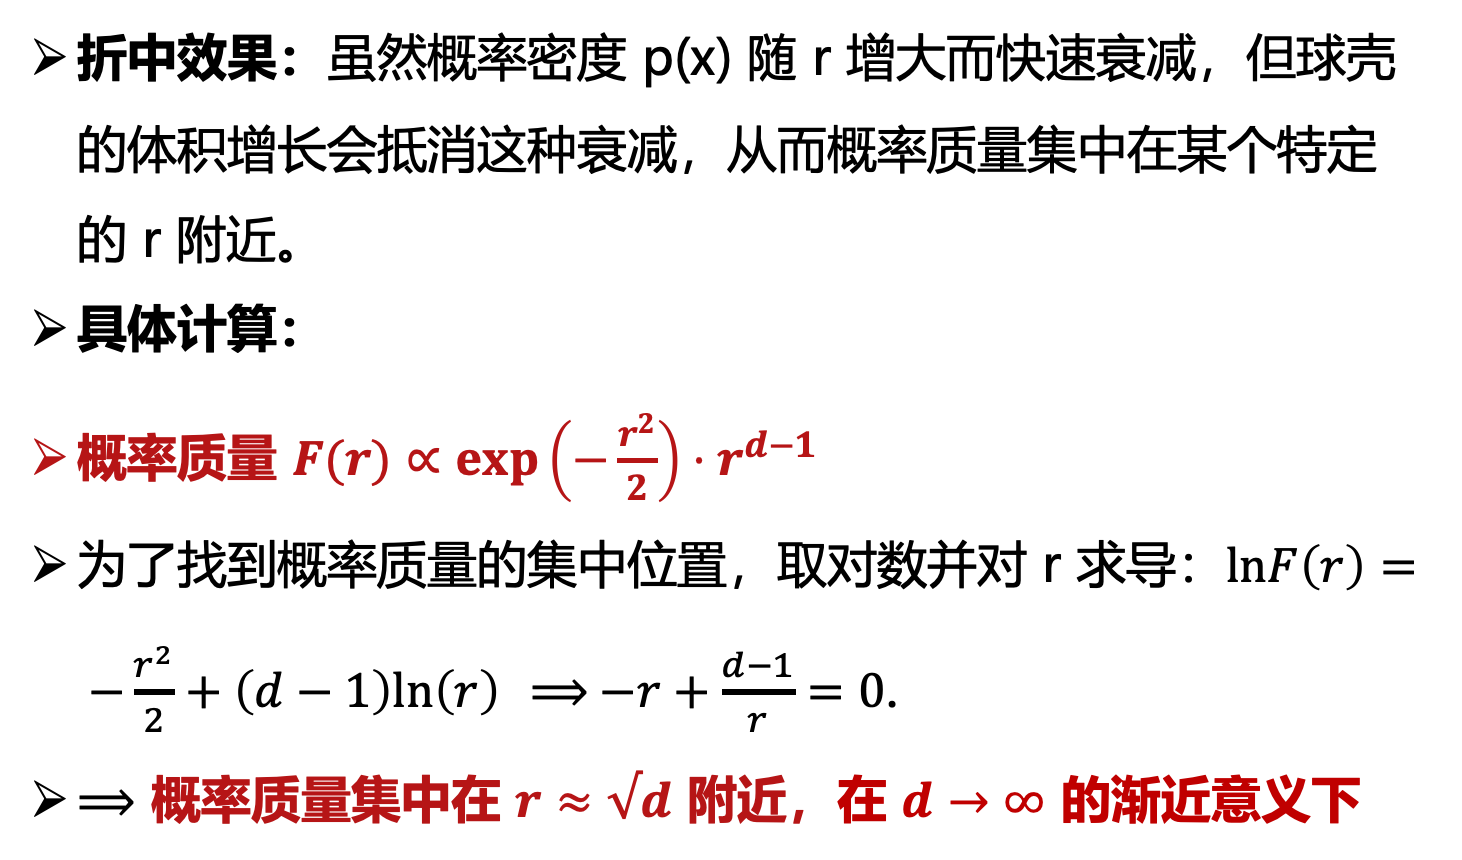 ➢ 折中效果：虽然概率密度 p(x) 随 r 增大而快速衰减，但球壳
的体积增长会抵消这种衰减，从而概率质量集中在某个特定
的 r 附近。
➢ 具体计算：
➢ 概率质量 F(r) ∝ exp(−r²/2) · r^{d−1}
➢ 为了找到概率质量的集中位置，取对数并对 r 求导：lnF(r) =
−r²/2 + (d − 1)ln(r) ⟹ −r + (d−1)/r = 0.
➢ ⟹ 概率质量集中在 r ≈ √d 附近，在 d → ∞ 的渐近意义下